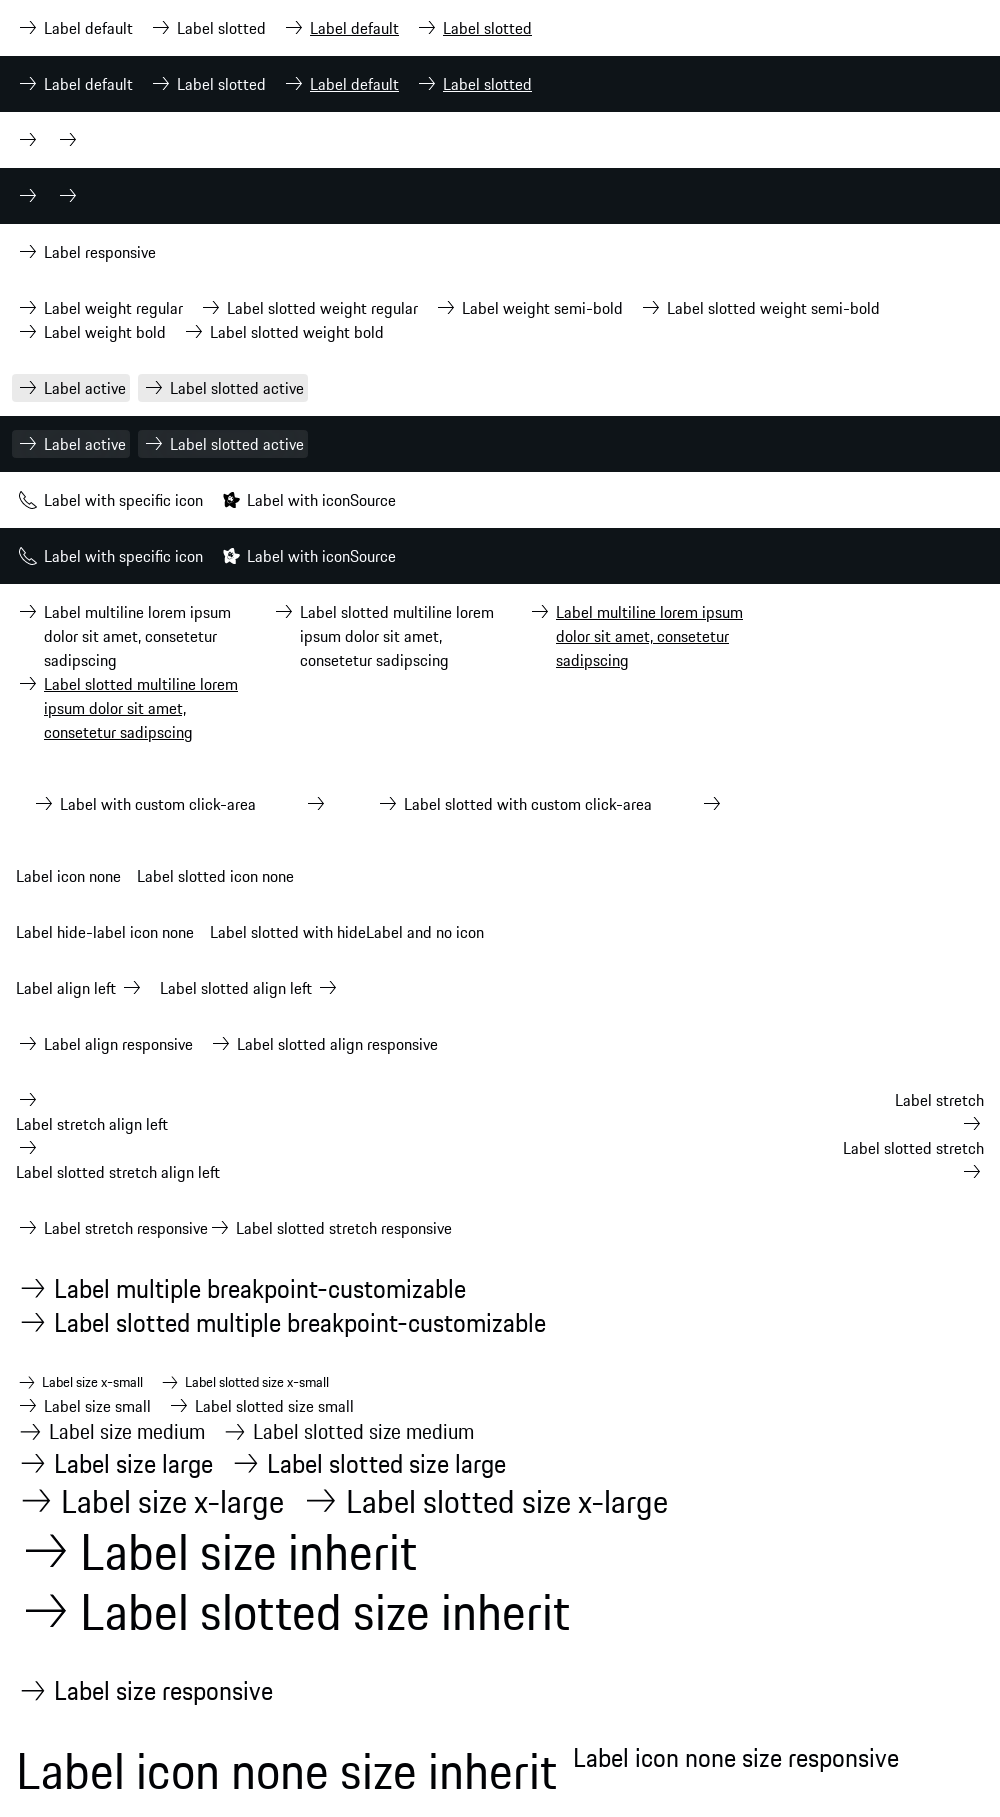 Label default Label slotted Label default Label slotted
Label default Label slotted Label default Label slotted
Label responsive
Label weight regular Label slotted weight regular Label weight semi-bold Label slotted weight semi-bold
Label weight bold Label slotted weight bold
Label active Label slotted active
Label active Label slotted active
Label with specific icon Label with iconSource
Label with specific icon Label with iconSource
Label multiline lorem ipsum Label slotted multiline lorem Label multiline lorem ipsum
dolor sit amet, consetetur ipsum dolor sit amet, dolor sit amet, consetetur
sadipscing consetetur sadipscing sadipscing
Label slotted multiline lorem
ipsum dolor sit amet,
consetetur sadipscing
Label with custom click-area Label slotted with custom click-area
Label icon none Label slotted icon none
Label hide-label icon none Label slotted with hideLabel and no icon
Label align left Label slotted align left
Label align responsive Label slotted align responsive
Label stretch
Label stretch align left
Label slotted stretch
Label slotted stretch align left
Label stretch responsive Label slotted stretch responsive
Label multiple breakpoint-customizable
Label slotted multiple breakpoint-customizable
Label size x-small Label slotted size x-small
Label size small Label slotted size small
Label size medium Label slotted size medium
Label size large Label slotted size large
Label size x-large Label slotted size x-large
Label size inherit
Label slotted size inherit
Label size responsive
Label icon none size inherit Label icon none size responsive